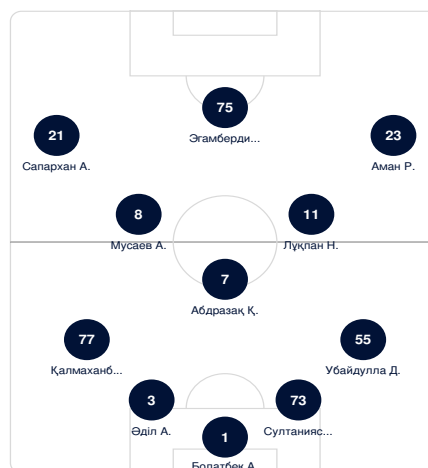 75
Эгамберди...
21
Сапархан А.
23
Аман Р.
8
Мусаев А.
11
Лұқпан Н.
7
Абдразақ Қ.
77
Қалмаханб...
55
Убайдулла Д.
3
Әділ А.
73
Султанияс...
1
Болатбек А